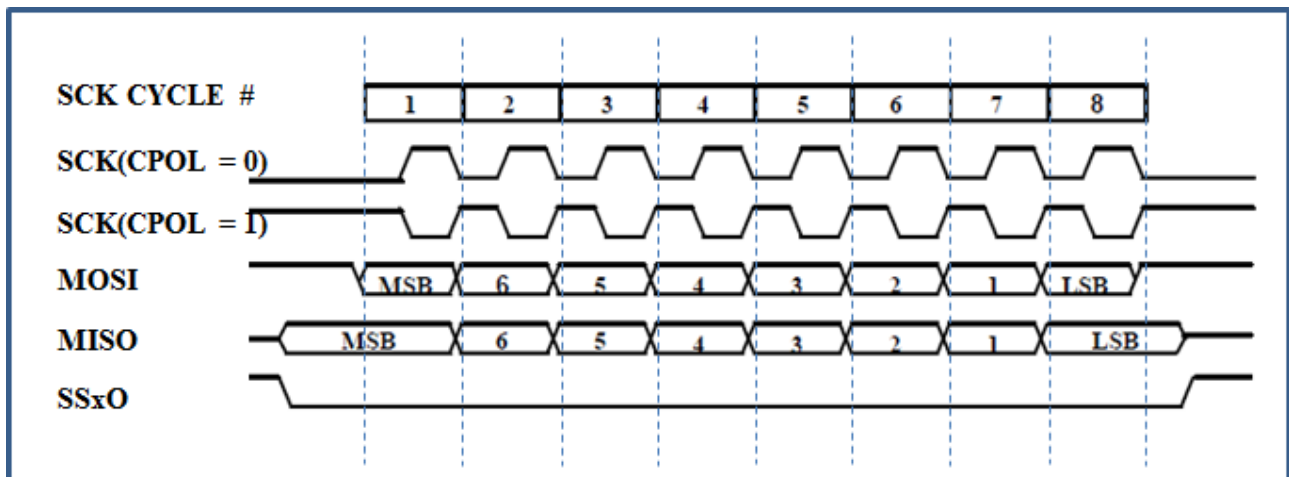 SCK CYCLE # 1 2 3 4 5 6 7 8
SCK(CPOL = 0)
SCK(CPOL = 1)
MOSI MSB 6 5 4 3 2 1 LSB
MISO MSB 6 5 4 3 2 1 LSB
SSxO